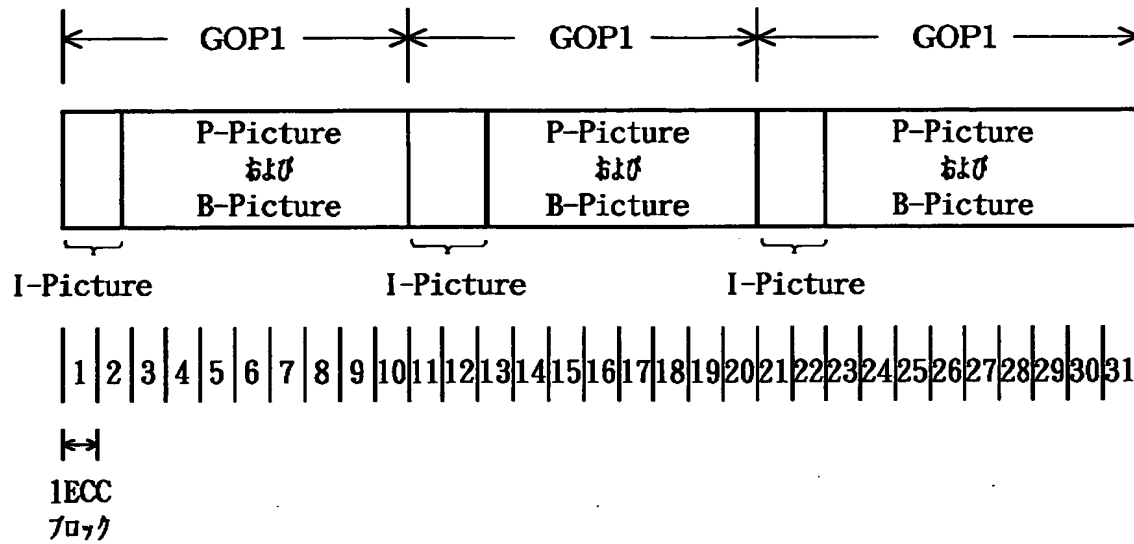 GOP1 GOP1 GOP1
P-Picture P-Picture P-Picture
および および および
B-Picture B-Picture B-Picture
I-Picture I-Picture I-Picture
1 2 3 4 5 6 7 8 9 10 11 12 13 14 15 16 17 18 19 20 21 22 23 24 25 26 27 28 29 30 31
1ECC
ブロック